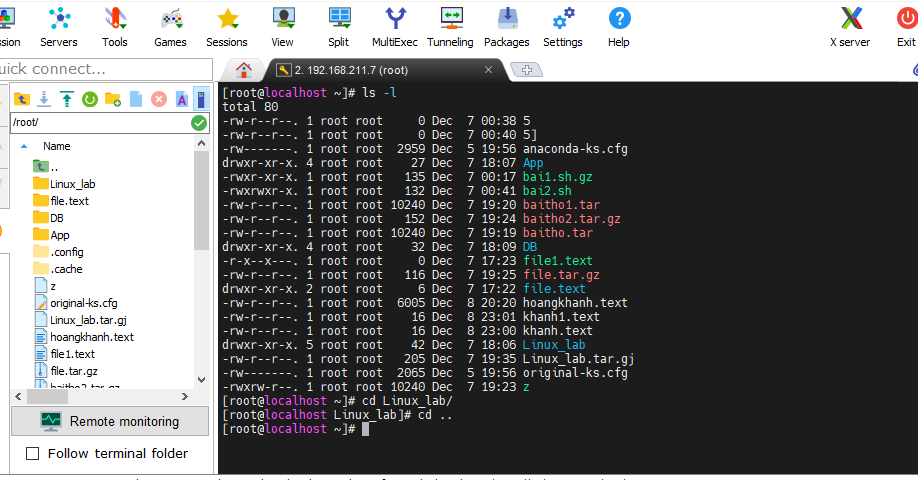 ssion Servers Tools Games Sessions View Split MultiExec Tunneling Packages Settings Help X server Exit
uick connect...
2. 192.168.211.7 (root)
/root/
Name
..
Linux_lab
file.text
DB
App
.config
.cache
z
original-ks.cfg
Linux_lab.tar.gj
hoangkhanh.text
file1.text
file.tar.gz
baitho2.tar.gz
Remote monitoring
Follow terminal folder
[root@localhost ~]# ls -l
total 80
-rw-r--r--. 1 root root     0 Dec  7 00:38 5
-rw-r--r--. 1 root root     0 Dec  7 00:40 5]
-rw-------. 1 root root  2959 Dec  5 19:56 anaconda-ks.cfg
drwxr-xr-x. 4 root root    27 Dec  7 18:07 App
-rwxr-xr-x. 1 root root   135 Dec  7 00:17 bai1.sh.gz
-rwxrwxr-x. 1 root root   132 Dec  7 00:41 bai2.sh
-rw-r--r--. 1 root root 10240 Dec  7 19:20 baitho1.tar
-rw-r--r--. 1 root root   152 Dec  7 19:24 baitho2.tar.gz
-rw-r--r--. 1 root root 10240 Dec  7 19:19 baitho.tar
drwxr-xr-x. 4 root root    32 Dec  7 18:09 DB
-r-x--x---. 1 root root     0 Dec  7 17:23 file1.text
-rw-r--r--. 1 root root   116 Dec  7 19:25 file.tar.gz
drwxr-xr-x. 2 root root     6 Dec  7 17:22 file.text
-rw-r--r--. 1 root root  6005 Dec  8 20:20 hoangkhanh.text
-rw-r--r--. 1 root root    16 Dec  8 23:01 khanh1.text
-rw-r--r--. 1 root root    16 Dec  8 23:00 khanh.text
drwxr-xr-x. 5 root root    42 Dec  7 18:06 Linux_lab
-rw-r--r--. 1 root root   205 Dec  7 19:35 Linux_lab.tar.gj
-rw-------. 1 root root  2065 Dec  5 19:56 original-ks.cfg
-rwxrw-r--. 1 root root 10240 Dec  7 19:23 z
[root@localhost ~]# cd Linux_lab/
[root@localhost Linux_lab]# cd ..
[root@localhost ~]#